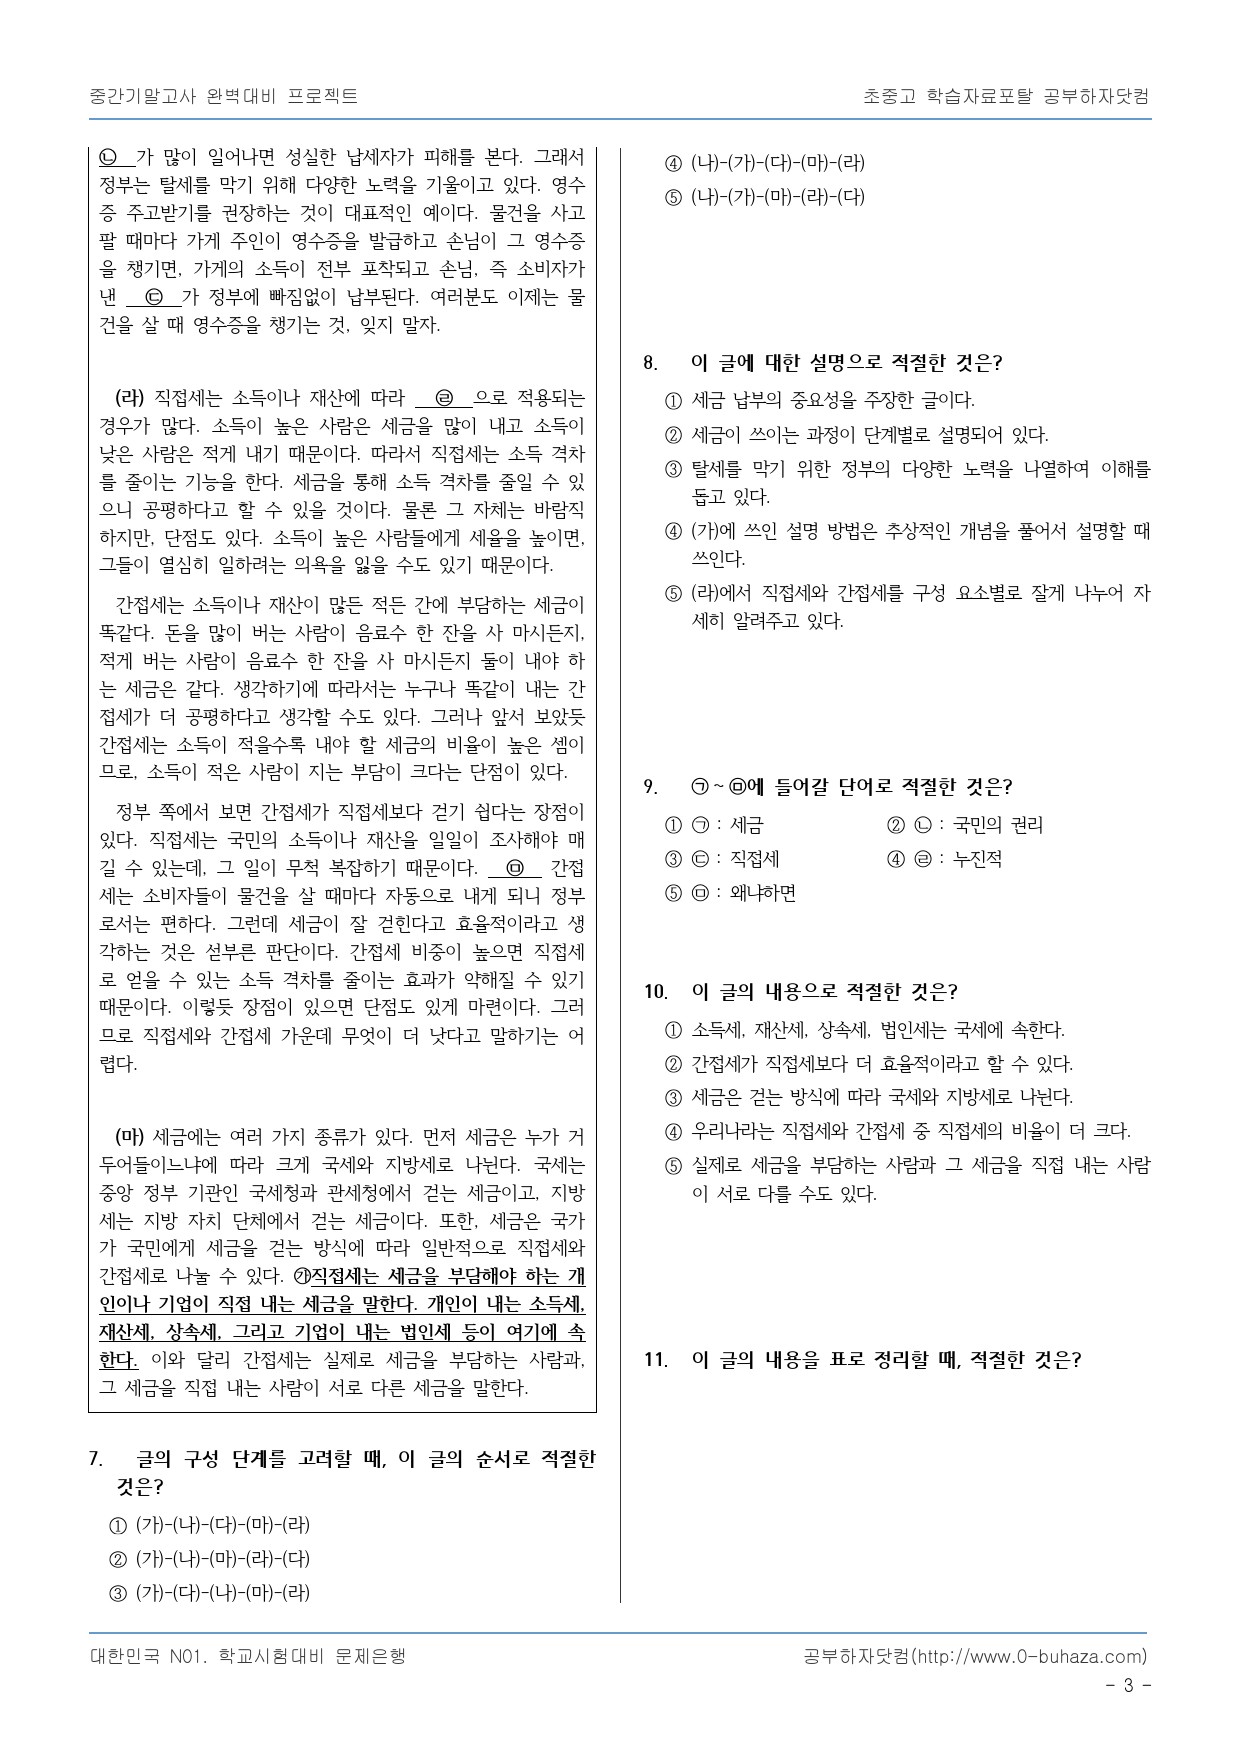 중간기말고사 완벽대비 프로젝트
초중고 학습자료포탈 공부하자닷컴
㉡ 가 많이 일어나면 성실한 납세자가 피해를 본다. 그래서
정부는 탈세를 막기 위해 다양한 노력을 기울이고 있다. 영수
증 주고받기를 권장하는 것이 대표적인 예이다. 물건을 사고
팔 때마다 가게 주인이 영수증을 발급하고 손님이 그 영수증
을 챙기면, 가게의 소득이 전부 포착되고 손님, 즉 소비자가
낸 ㉢ 가 정부에 빠짐없이 납부된다. 여러분도 이제는 물
건을 살 때 영수증을 챙기는 것, 잊지 말자.
(라) 직접세는 소득이나 재산에 따라 ㉣ 으로 적용되는
경우가 많다. 소득이 높은 사람은 세금을 많이 내고 소득이
낮은 사람은 적게 내기 때문이다. 따라서 직접세는 소득 격차
를 줄이는 기능을 한다. 세금을 통해 소득 격차를 줄일 수 있
으니 공평하다고 할 수 있을 것이다. 물론 그 자체는 바람직
하지만, 단점도 있다. 소득이 높은 사람들에게 세율을 높이면,
그들이 열심히 일하려는 의욕을 잃을 수도 있기 때문이다.
간접세는 소득이나 재산이 많든 적든 간에 부담하는 세금이
똑같다. 돈을 많이 버는 사람이 음료수 한 잔을 사 마시든지,
적게 버는 사람이 음료수 한 잔을 사 마시든지 둘이 내야 하
는 세금은 같다. 생각하기에 따라서는 누구나 똑같이 내는 간
접세가 더 공평하다고 생각할 수도 있다. 그러나 앞서 보았듯
간접세는 소득이 적을수록 내야 할 세금의 비율이 높은 셈이
므로, 소득이 적은 사람이 지는 부담이 크다는 단점이 있다.
정부 쪽에서 보면 간접세가 직접세보다 걷기 쉽다는 장점이
있다. 직접세는 국민의 소득이나 재산을 일일이 조사해야 매
길 수 있는데, 그 일이 무척 복잡하기 때문이다. ㉤ 간접
세는 소비자들이 물건을 살 때마다 자동으로 내게 되니 정부
로서는 편하다. 그런데 세금이 잘 걷힌다고 효율적이라고 생
각하는 것은 섣부른 판단이다. 간접세 비중이 높으면 직접세
로 얻을 수 있는 소득 격차를 줄이는 효과가 약해질 수 있기
때문이다. 이렇듯 장점이 있으면 단점도 있게 마련이다. 그러
므로 직접세와 간접세 가운데 무엇이 더 낫다고 말하기는 어
렵다.
(마) 세금에는 여러 가지 종류가 있다. 먼저 세금은 누가 거
두어들이느냐에 따라 크게 국세와 지방세로 나뉜다. 국세는
중앙 정부 기관인 국세청과 관세청에서 걷는 세금이고, 지방
세는 지방 자치 단체에서 걷는 세금이다. 또한, 세금은 국가
가 국민에게 세금을 걷는 방식에 따라 일반적으로 직접세와
간접세로 나눌 수 있다. ㉮직접세는 세금을 부담해야 하는 개
인이나 기업이 직접 내는 세금을 말한다. 개인이 내는 소득세,
재산세, 상속세, 그리고 기업이 내는 법인세 등이 여기에 속
한다. 이와 달리 간접세는 실제로 세금을 부담하는 사람과,
그 세금을 직접 내는 사람이 서로 다른 세금을 말한다.
7. 글의 구성 단계를 고려할 때, 이 글의 순서로 적절한
것은?
① (가)-(나)-(다)-(마)-(라)
② (가)-(나)-(마)-(라)-(다)
③ (가)-(다)-(나)-(마)-(라)
④ (나)-(가)-(다)-(마)-(라)
⑤ (나)-(가)-(마)-(라)-(다)
8. 이 글에 대한 설명으로 적절한 것은?
① 세금 납부의 중요성을 주장한 글이다.
② 세금이 쓰이는 과정이 단계별로 설명되어 있다.
③ 탈세를 막기 위한 정부의 다양한 노력을 나열하여 이해를
돕고 있다.
④ (가)에 쓰인 설명 방법은 추상적인 개념을 풀어서 설명할 때
쓰인다.
⑤ (라)에서 직접세와 간접세를 구성 요소별로 잘게 나누어 자
세히 알려주고 있다.
9. ㉠~㉤에 들어갈 단어로 적절한 것은?
① ㉠ : 세금 ② ㉡ : 국민의 권리
③ ㉢ : 직접세 ④ ㉣ : 누진적
⑤ ㉤ : 왜냐하면
10. 이 글의 내용으로 적절한 것은?
① 소득세, 재산세, 상속세, 법인세는 국세에 속한다.
② 간접세가 직접세보다 더 효율적이라고 할 수 있다.
③ 세금은 걷는 방식에 따라 국세와 지방세로 나뉜다.
④ 우리나라는 직접세와 간접세 중 직접세의 비율이 더 크다.
⑤ 실제로 세금을 부담하는 사람과 그 세금을 직접 내는 사람
이 서로 다를 수도 있다.
11. 이 글의 내용을 표로 정리할 때, 적절한 것은?
대한민국 N01. 학교시험대비 문제은행
공부하자닷컴(http://www.0-buhaza.com)
- 3 -